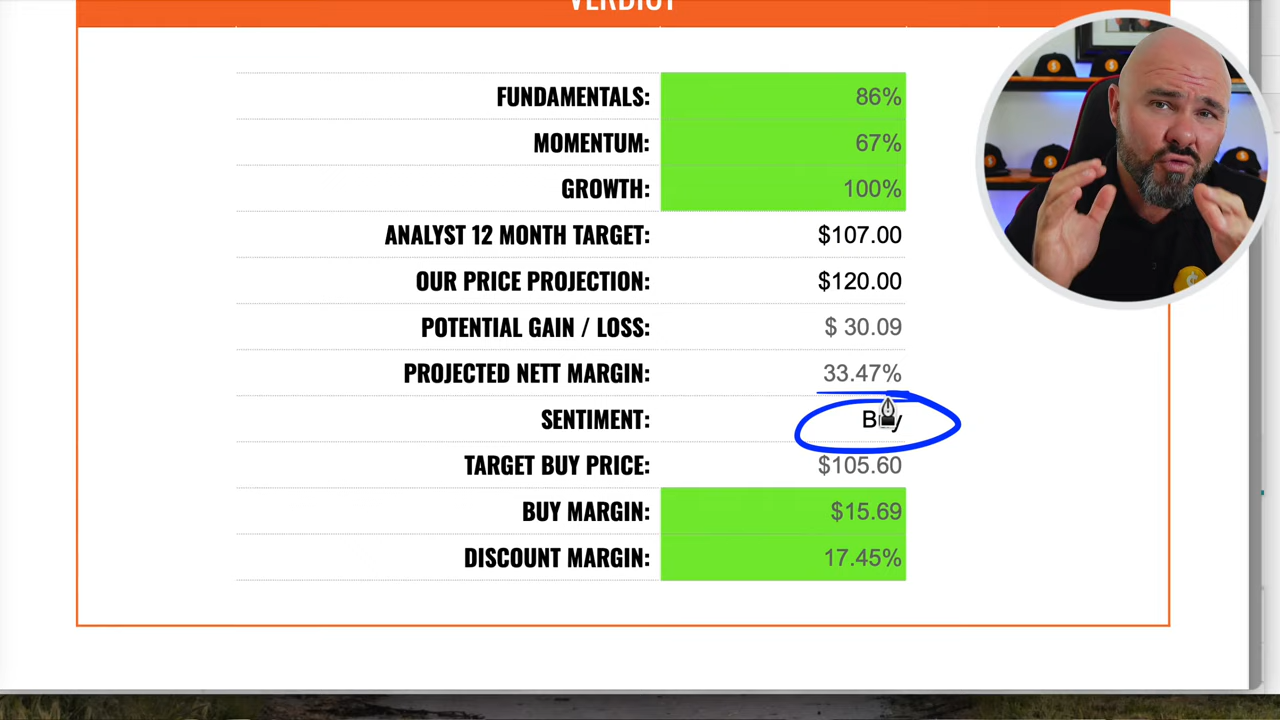 VERDICT
FUNDAMENTALS: 86%
MOMENTUM: 67%
GROWTH: 100%
ANALYST 12 MONTH TARGET: $107.00
OUR PRICE PROJECTION: $120.00
POTENTIAL GAIN / LOSS: $ 30.09
PROJECTED NETT MARGIN: 33.47%
SENTIMENT: Buy
TARGET BUY PRICE: $105.60
BUY MARGIN: $15.69
DISCOUNT MARGIN: 17.45%